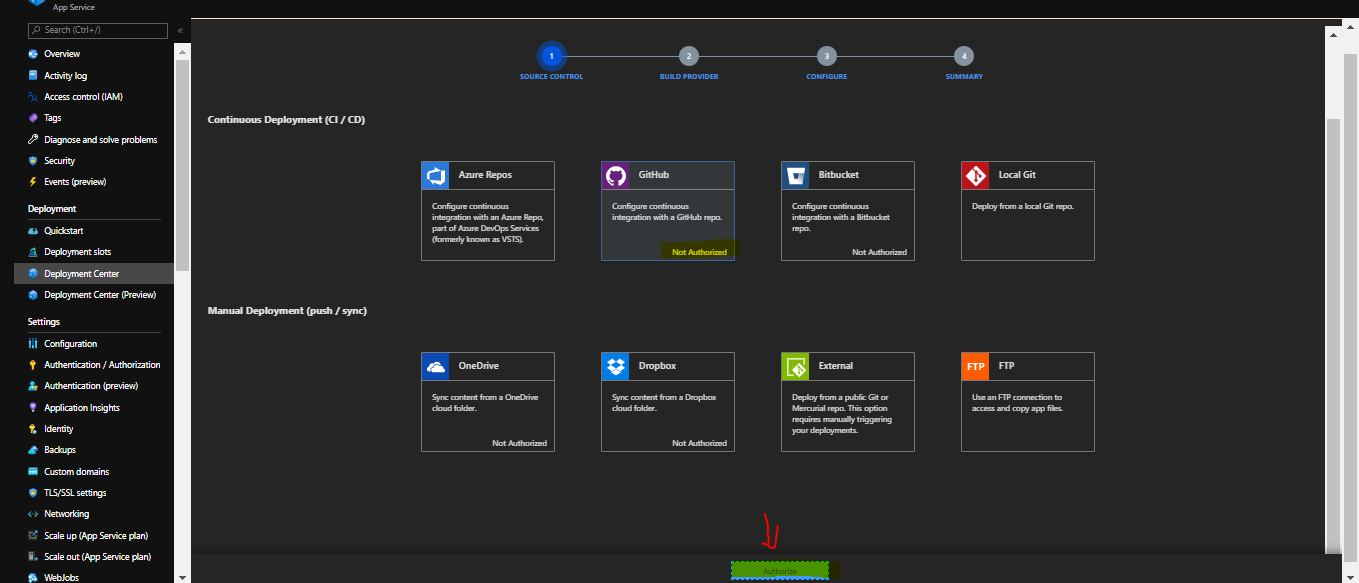 App Service
Search (Ctrl+/)
«
Overview
Activity log
Access control (IAM)
Tags
Diagnose and solve problems
Security
Events (preview)
Deployment
Quickstart
Deployment slots
Deployment Center
Deployment Center (Preview)
Settings
Configuration
Authentication / Authorization
Authentication (preview)
Application Insights
Identity
Backups
Custom domains
TLS/SSL settings
Networking
Scale up (App Service plan)
Scale out (App Service plan)
WebJobs
1
SOURCE CONTROL
2
BUILD PROVIDER
3
CONFIGURE
4
SUMMARY
Continuous Deployment (CI / CD)
Azure Repos
Configure continuous
integration with an Azure Repo,
part of Azure DevOps Services
(formerly known as VSTS).
GitHub
Configure continuous
integration with a GitHub repo.
Not Authorized
Bitbucket
Configure continuous
integration with a Bitbucket
repo.
Not Authorized
Local Git
Deploy from a local Git repo.
Manual Deployment (push / sync)
OneDrive
Sync content from a OneDrive
cloud folder.
Not Authorized
Dropbox
Sync content from a Dropbox
cloud folder.
Not Authorized
External
Deploy from a public Git or
Mercurial repo. This option
requires manually triggering
your deployments.
FTP FTP
Use an FTP connection to
access and copy app files.
Authorize